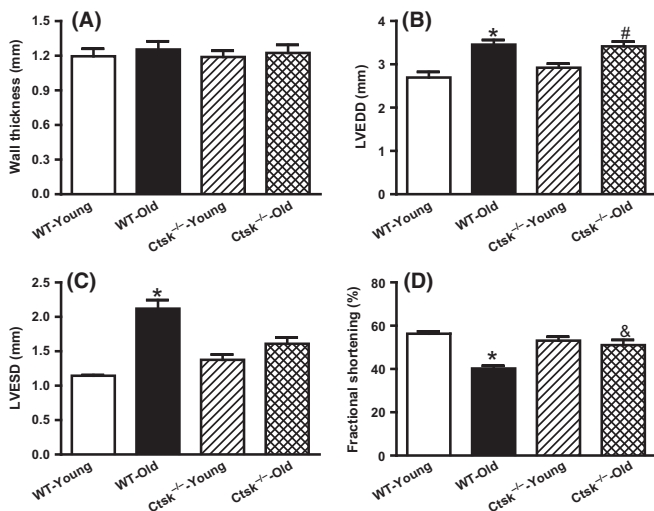 (A)
Wall thickness (mm)
1.5
1.2
0.9
0.6
0.3
0.0
WT-Young
WT-Old
Ctsk−/−-Young
Ctsk−/−-Old
(B)
LVEDD (mm)
4
3
2
1
0
*
#
WT-Young
WT-Old
Ctsk−/−-Young
Ctsk−/−-Old
(C)
LVESD (mm)
2.5
2.0
1.5
1.0
0.5
0.0
*
WT-Young
WT-Old
Ctsk−/−-Young
Ctsk−/−-Old
(D)
Fractional shortening (%)
80
60
40
20
0
*
&
WT-Young
WT-Old
Ctsk−/−-Young
Ctsk−/−-Old